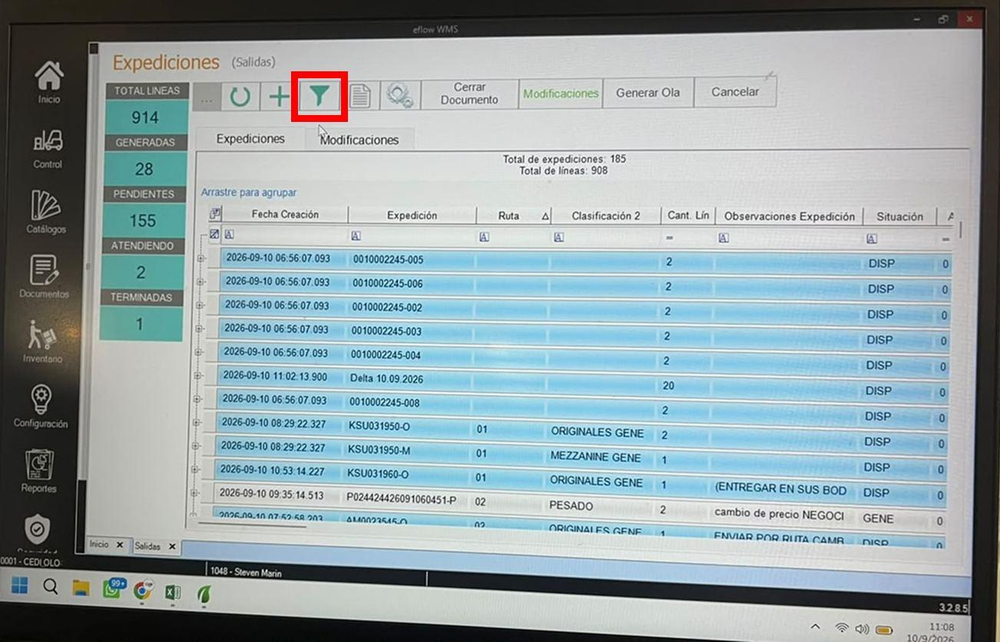 eflow WMS
Expediciones (Salidas)
Inicio
Control
Catálogos
Documentos
Inventario
Configuración
Reportes
TOTAL LINEAS
914
GENERADAS
28
PENDIENTES
155
ATENDIENDO
2
TERMINADAS
1
... Cerrar Documento Modificaciones Generar Ola Cancelar
Expediciones Modificaciones
Total de expediciones: 185
Total de líneas: 908
Arrastre para agrupar
Fecha Creación Expedición Ruta Clasificación 2 Cant. Lín Observaciones Expedición Situación
2026-09-10 06:56:07.093 0010002245-005 2 DISP 0
2026-09-10 06:56:07.093 0010002245-006 2 DISP 0
2026-09-10 06:56:07.093 0010002245-002 2 DISP 0
2026-09-10 06:56:07.093 0010002245-003 2 DISP 0
2026-09-10 06:56:07.093 0010002245-004 2 DISP 0
2026-09-10 11:02:13.900 Delta 10.09.2026 20 DISP 0
2026-09-10 06:56:07.093 0010002245-008 2 DISP 0
2026-09-10 08:29:22.327 KSU031950-O 01 ORIGINALES GENE 2 DISP 0
2026-09-10 08:29:22.327 KSU031950-M 01 MEZZANINE GENE 1 DISP 0
2026-09-10 10:53:14.227 KSU031960-O 01 ORIGINALES GENE 1 (ENTREGAR EN SUS BOD DISP 0
2026-09-10 09:35:14.513 P024424426091060451-P 02 PESADO 2 cambio de precio NEGOCI GENE 0
2026-09-10 07:52:58.203 AM0023545-O 02 ORIGINALES GENE 1 ENVIAR POR RUTA CAMB DISP 0
Inicio x Salidas x
0001 - CEDI OLO
1048 - Steven Marin
3.2.8.5
99+
11:08
10/9/2026